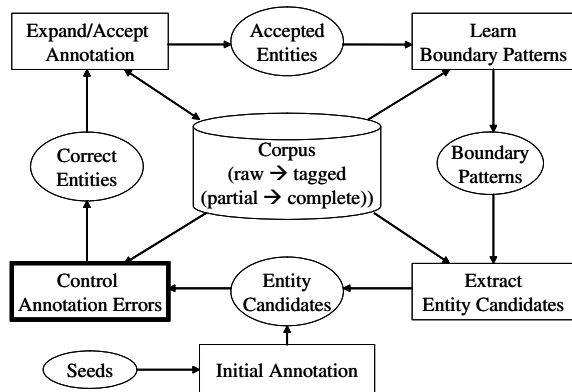 Expand/Accept
Annotation
Accepted
Entities
Learn
Boundary Patterns
Correct
Entities
Corpus
(raw → tagged
(partial → complete))
Boundary
Patterns
Control
Annotation Errors
Entity
Candidates
Extract
Entity Candidates
Seeds
Initial Annotation